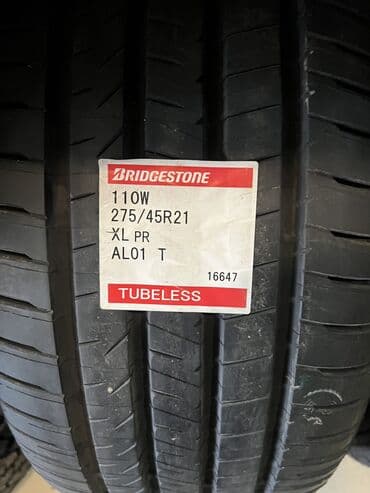 BRIDGESTONE
110W
275/45R21
XL PR
AL01 T
16647
TUBELESS